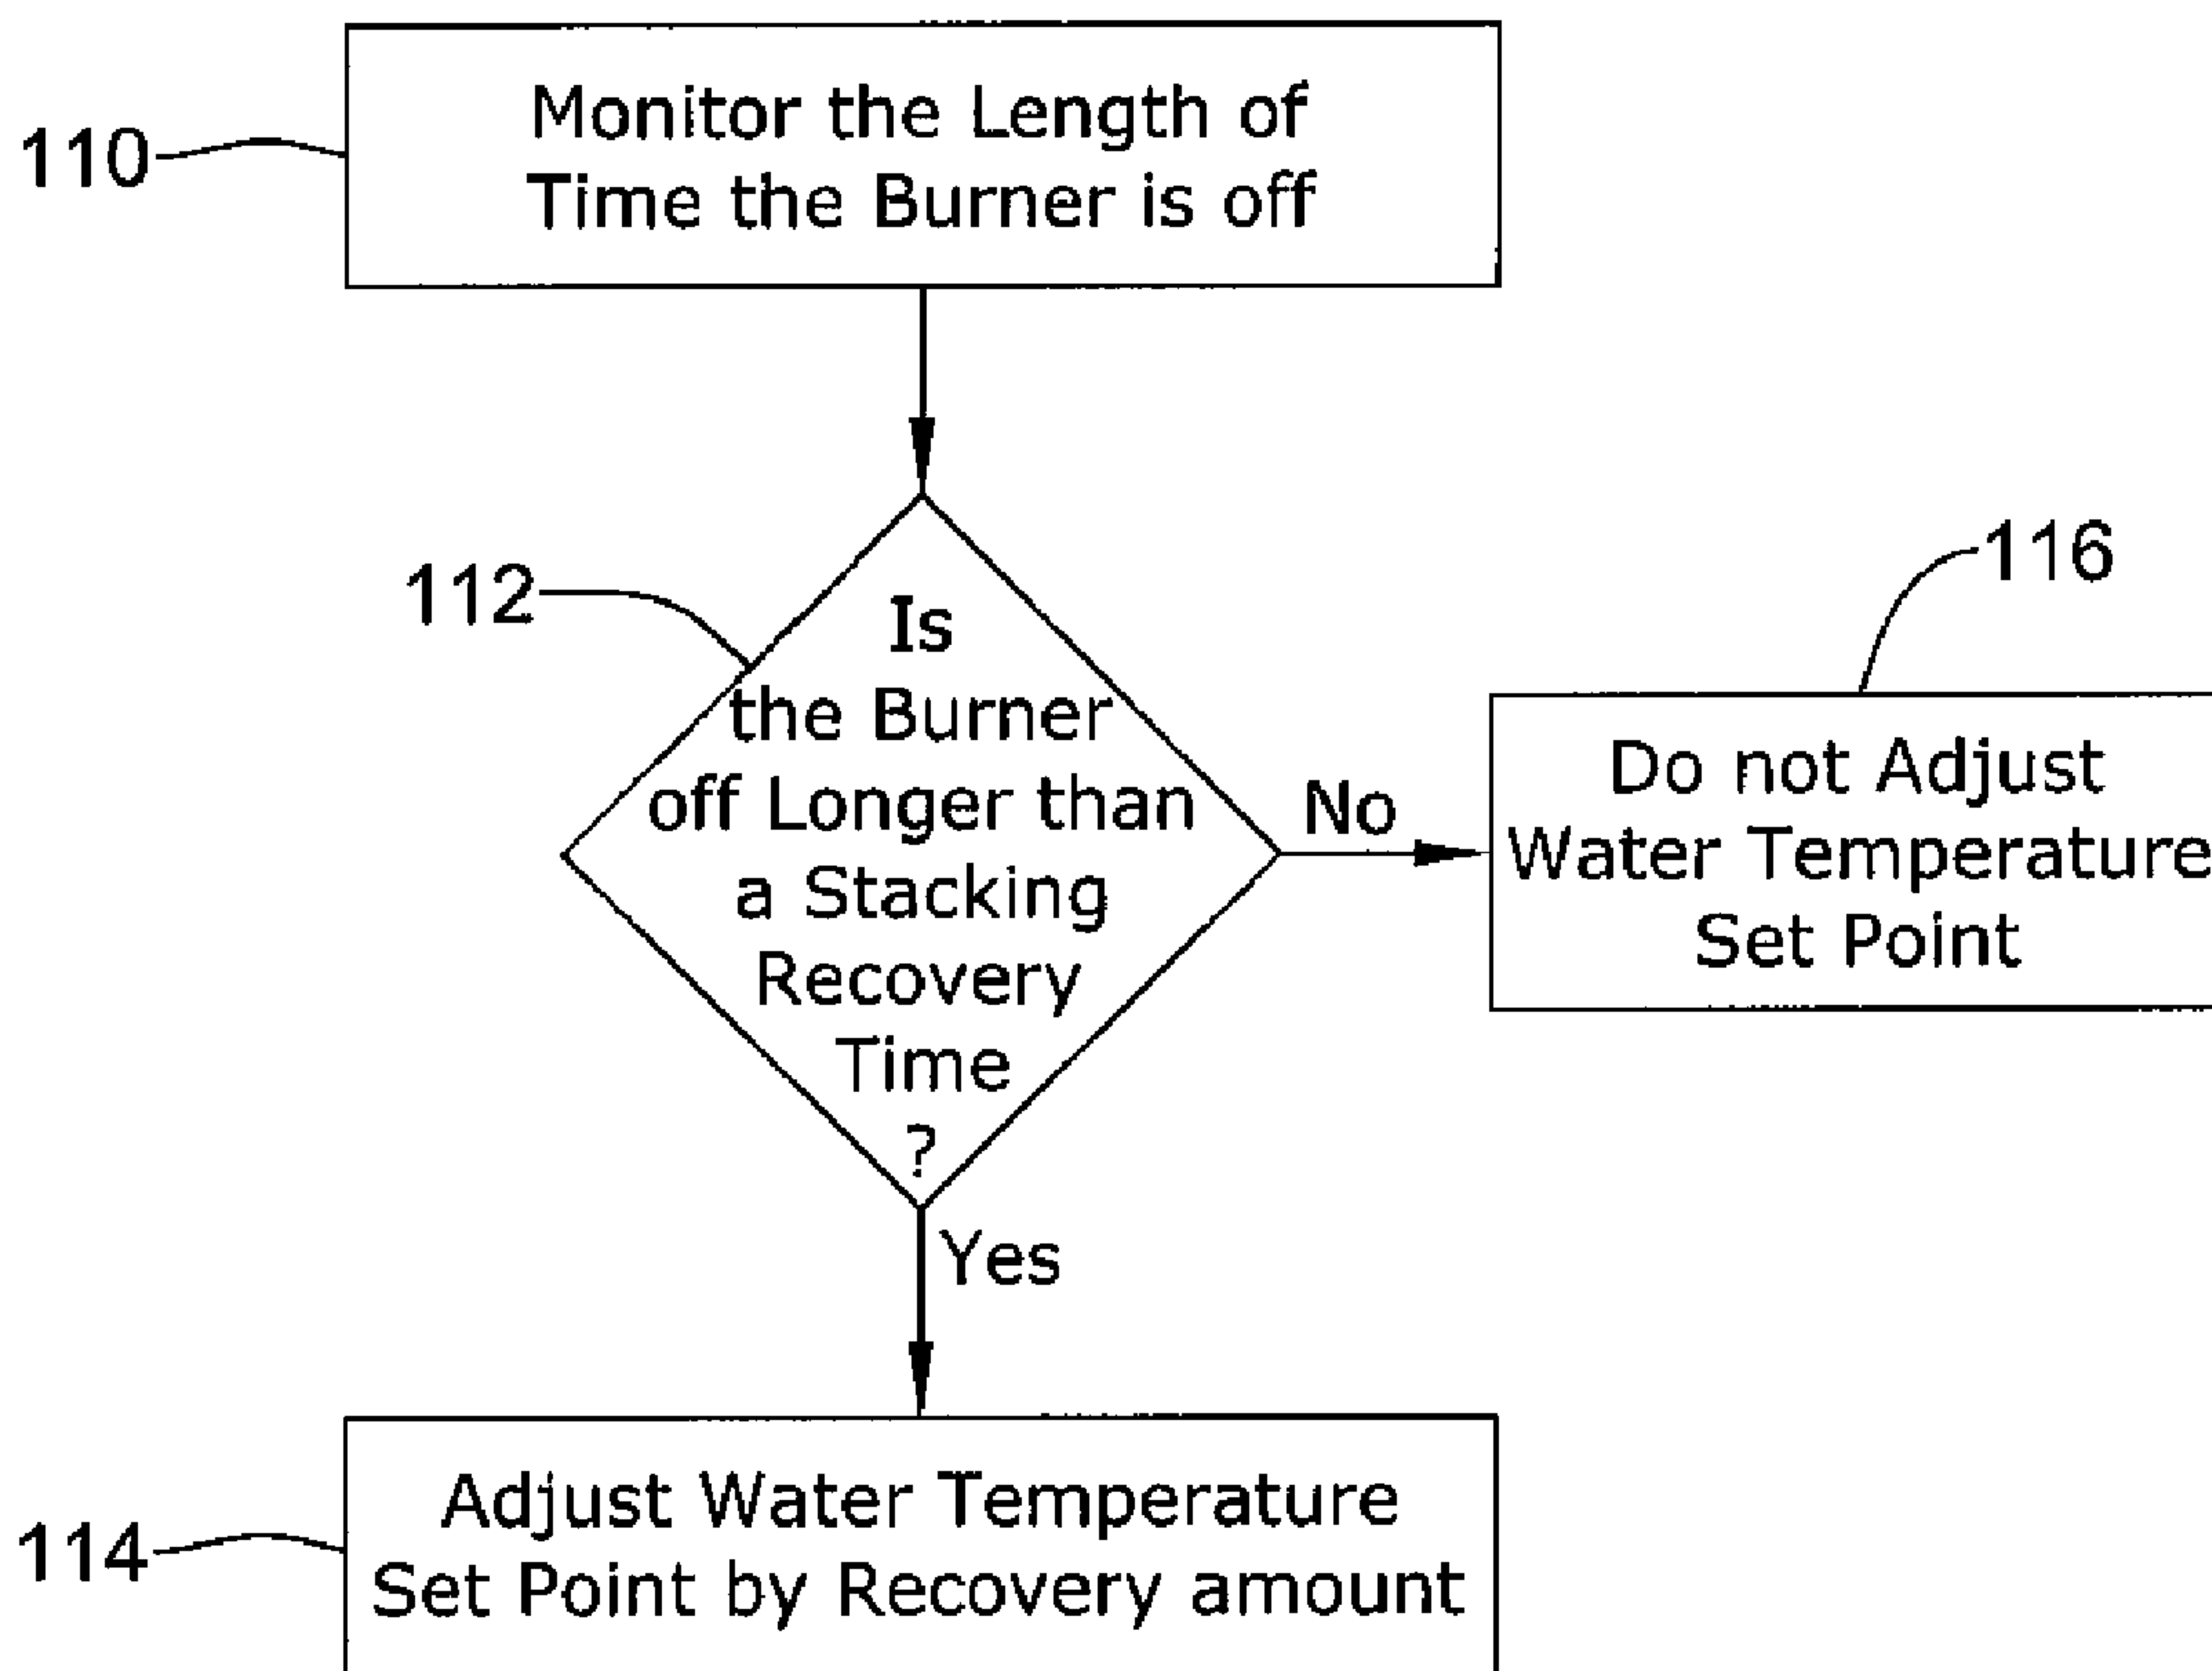 110
Monitor the Length of
Time the Burner is off
112
Is
the Burner
off Longer than
a Stacking
Recovery
Time
?
No
116
Do not Adjust
Water Temperature
Set Point
Yes
114
Adjust Water Temperature
Set Point by Recovery amount